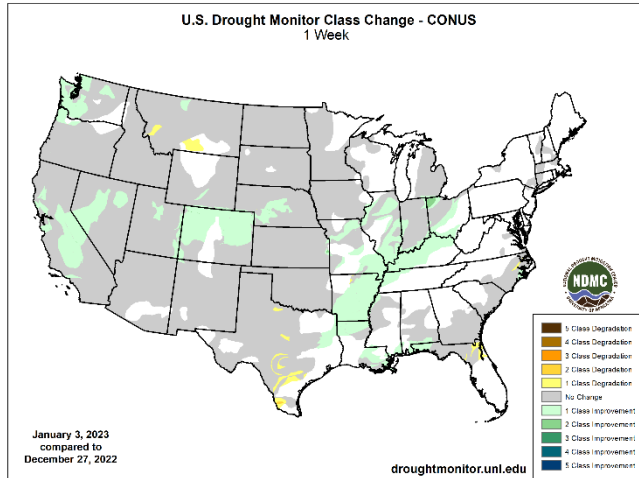 U.S. Drought Monitor Class Change - CONUS
1 Week
NDMC
5 Class Degradation
4 Class Degradation
3 Class Degradation
2 Class Degradation
1 Class Degradation
No Change
1 Class Improvement
2 Class Improvement
3 Class Improvement
4 Class Improvement
5 Class Improvement
January 3, 2023
compared to
December 27, 2022
droughtmonitor.unl.edu